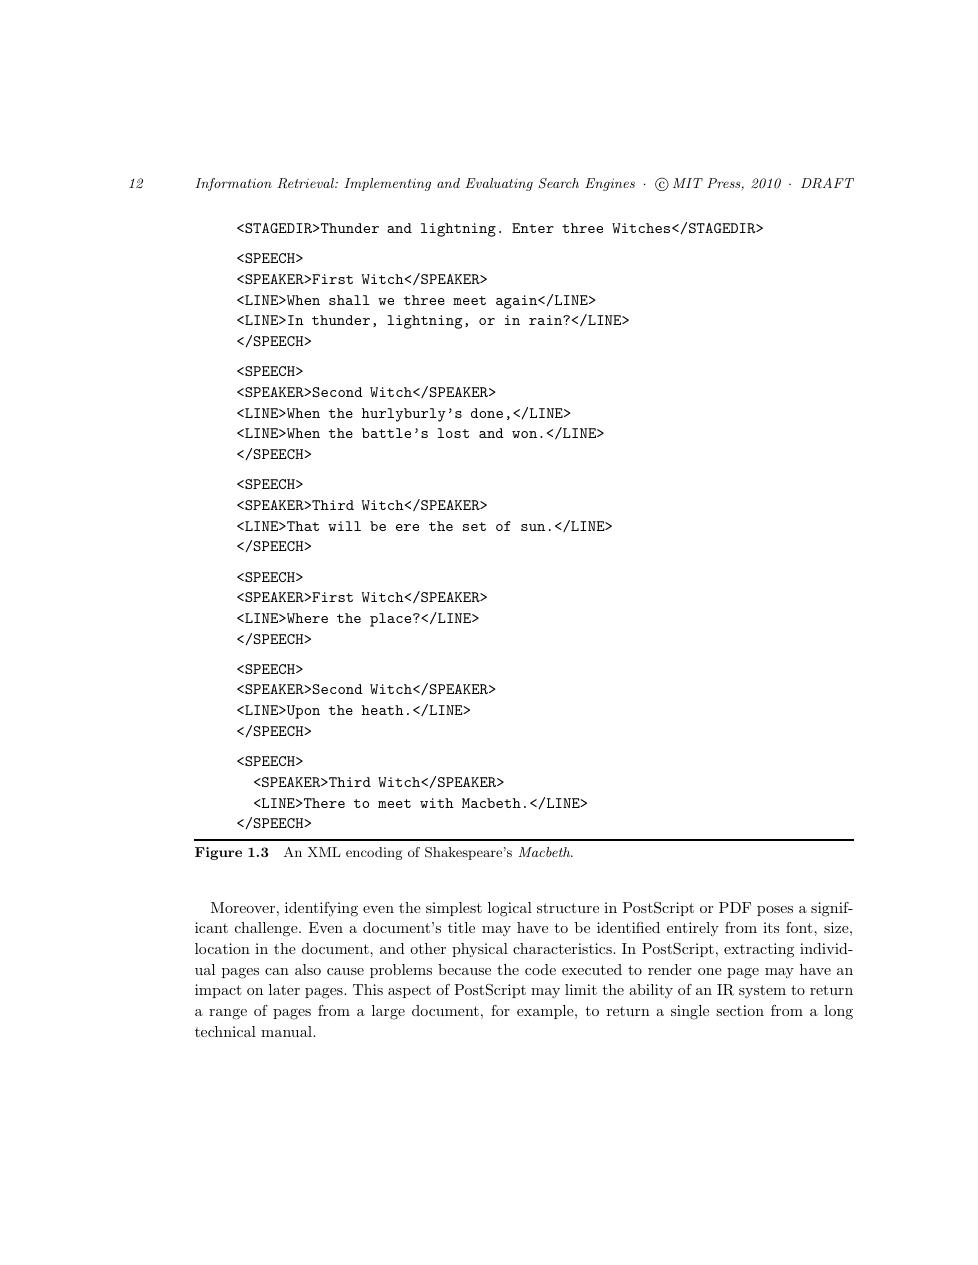 12 Information Retrieval: Implementing and Evaluating Search Engines · © MIT Press, 2010 · DRAFT
<STAGEDIR>Thunder and lightning. Enter three Witches</STAGEDIR>
<SPEECH>
<SPEAKER>First Witch</SPEAKER>
<LINE>When shall we three meet again</LINE>
<LINE>In thunder, lightning, or in rain?</LINE>
</SPEECH>
<SPEECH>
<SPEAKER>Second Witch</SPEAKER>
<LINE>When the hurlyburly's done,</LINE>
<LINE>When the battle's lost and won.</LINE>
</SPEECH>
<SPEECH>
<SPEAKER>Third Witch</SPEAKER>
<LINE>That will be ere the set of sun.</LINE>
</SPEECH>
<SPEECH>
<SPEAKER>First Witch</SPEAKER>
<LINE>Where the place?</LINE>
</SPEECH>
<SPEECH>
<SPEAKER>Second Witch</SPEAKER>
<LINE>Upon the heath.</LINE>
</SPEECH>
<SPEECH>
<SPEAKER>Third Witch</SPEAKER>
<LINE>There to meet with Macbeth.</LINE>
</SPEECH>
Figure 1.3 An XML encoding of Shakespeare's Macbeth.
Moreover, identifying even the simplest logical structure in PostScript or PDF poses a signif-
icant challenge. Even a document's title may have to be identified entirely from its font, size,
location in the document, and other physical characteristics. In PostScript, extracting individ-
ual pages can also cause problems because the code executed to render one page may have an
impact on later pages. This aspect of PostScript may limit the ability of an IR system to return
a range of pages from a large document, for example, to return a single section from a long
technical manual.